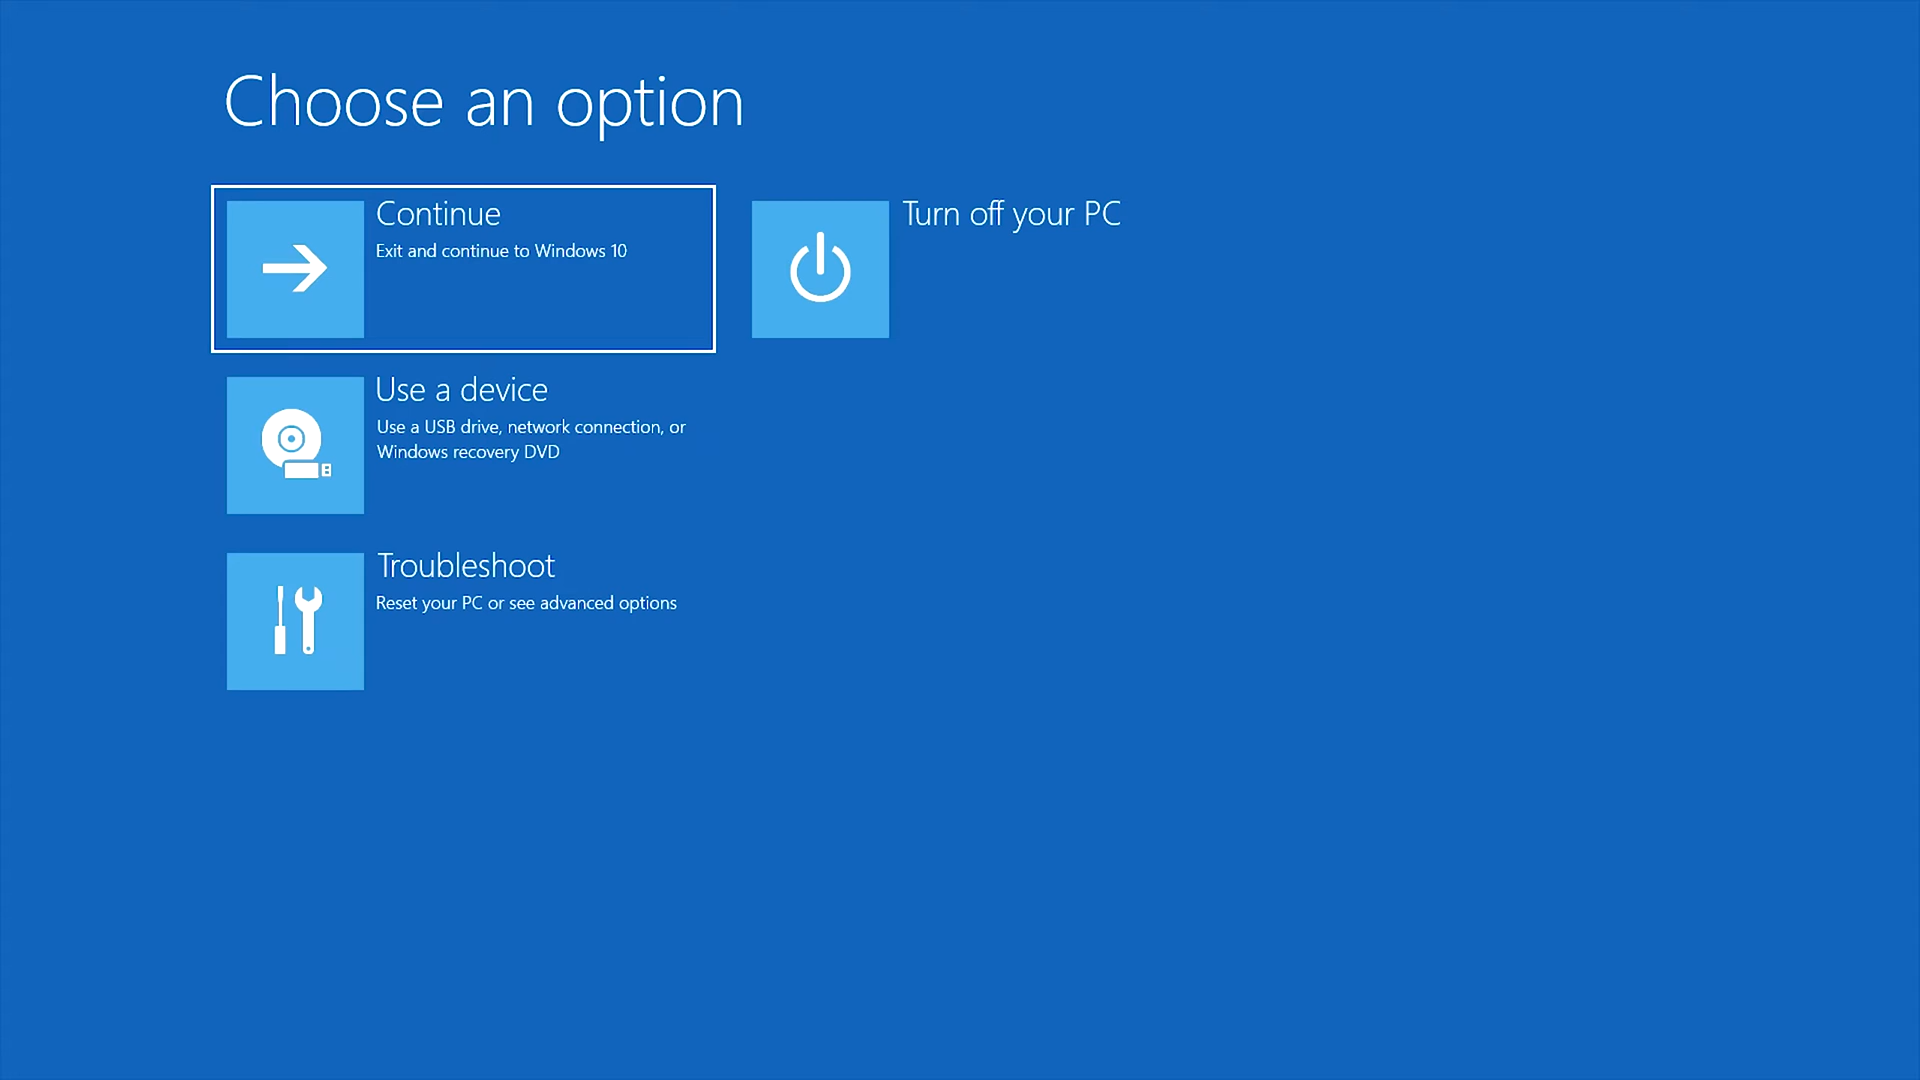 Choose an option
Continue
Exit and continue to Windows 10
Turn off your PC
Use a device
Use a USB drive, network connection, or
Windows recovery DVD
Troubleshoot
Reset your PC or see advanced options